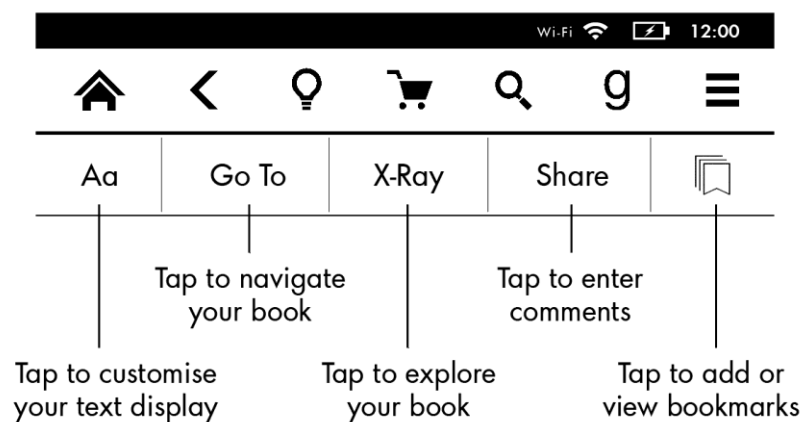 Wi-Fi 12:00
g
Aa Go To X-Ray Share
Tap to navigate
your book
Tap to enter
comments
Tap to customise
your text display
Tap to explore
your book
Tap to add or
view bookmarks